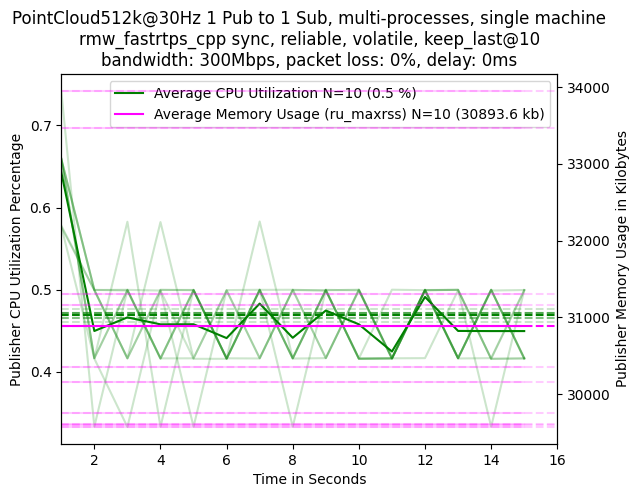 PointCloud512k@30Hz 1 Pub to 1 Sub, multi-processes, single machine
rmw_fastrtps_cpp sync, reliable, volatile, keep_last@10
bandwidth: 300Mbps, packet loss: 0%, delay: 0ms
Average CPU Utilization N=10 (0.5 %)
Average Memory Usage (ru_maxrss) N=10 (30893.6 kb)
Publisher CPU Utilization Percentage
0.7
0.6
0.5
0.4
34000
33000
32000
31000
30000
Publisher Memory Usage in Kilobytes
2 4 6 8 10 12 14 16
Time in Seconds